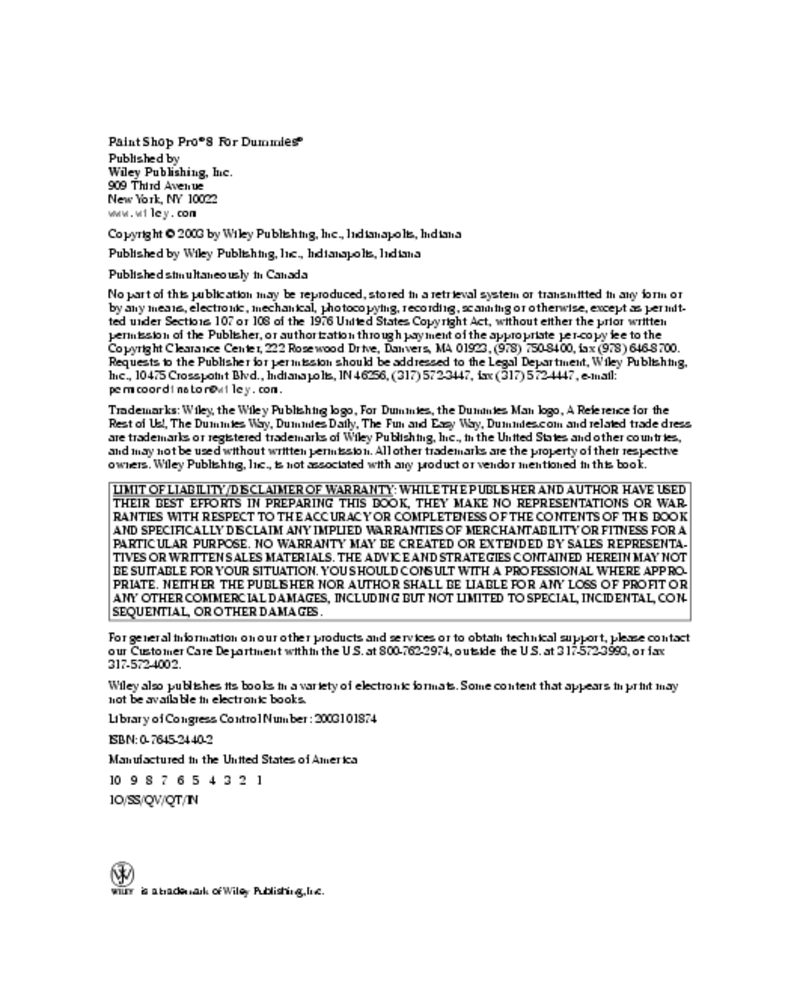 Paint Shop Pro® 8 For Dummies®
Published by
Wiley Publishing, Inc.
909 Third Avenue
New York, NY 10022
www.wiley.com
Copyright © 2003 by Wiley Publishing, Inc., Indianapolis, Indiana
Published by Wiley Publishing, Inc., Indianapolis, Indiana
Published simultaneously in Canada
No part of this publication may be reproduced, stored in a retrieval system or transmitted in any form or
by any means, electronic, mechanical, photocopying, recording, scanning or otherwise, except as permit-
ted under Sections 107 or 108 of the 1976 United States Copyright Act, without either the prior written
permission of the Publisher, or authorization through payment of the appropriate per-copy fee to the
Copyright Clearance Center, 222 Rosewood Drive, Danvers, MA 01923, (978) 750-8400, fax (978) 646-8700.
Requests to the Publisher for permission should be addressed to the Legal Department, Wiley Publishing,
Inc., 10475 Crosspoint Blvd., Indianapolis, IN 46256, (317) 572-3447, fax (317) 572-4447, e-mail:
permcoordinator@wiley.com.
Trademarks: Wiley, the Wiley Publishing logo, For Dummies, the Dummies Man logo, A Reference for the
Rest of Us!, The Dummies Way, Dummies Daily, The Fun and Easy Way, Dummies.com and related trade dress
are trademarks or registered trademarks of Wiley Publishing, Inc., in the United States and other countries,
and may not be used without written permission. All other trademarks are the property of their respective
owners. Wiley Publishing, Inc., is not associated with any product or vendor mentioned in this book.
LIMIT OF LIABILITY/DISCLAIMER OF WARRANTY: WHILE THE PUBLISHER AND AUTHOR HAVE USED
THEIR BEST EFFORTS IN PREPARING THIS BOOK, THEY MAKE NO REPRESENTATIONS OR WAR-
RANTIES WITH RESPECT TO THE ACCURACY OR COMPLETENESS OF THE CONTENTS OF THIS BOOK
AND SPECIFICALLY DISCLAIM ANY IMPLIED WARRANTIES OF MERCHANTABILITY OR FITNESS FOR A
PARTICULAR PURPOSE. NO WARRANTY MAY BE CREATED OR EXTENDED BY SALES REPRESENTA-
TIVES OR WRITTEN SALES MATERIALS. THE ADVICE AND STRATEGIES CONTAINED HEREIN MAY NOT
BE SUITABLE FOR YOUR SITUATION. YOU SHOULD CONSULT WITH A PROFESSIONAL WHERE APPRO-
PRIATE. NEITHER THE PUBLISHER NOR AUTHOR SHALL BE LIABLE FOR ANY LOSS OF PROFIT OR
ANY OTHER COMMERCIAL DAMAGES, INCLUDING BUT NOT LIMITED TO SPECIAL, INCIDENTAL, CON-
SEQUENTIAL, OR OTHER DAMAGES.
For general information on our other products and services or to obtain technical support, please contact
our Customer Care Department within the U.S. at 800-762-2974, outside the U.S. at 317-572-3993, or fax
317-572-4002.
Wiley also publishes its books in a variety of electronic formats. Some content that appears in print may
not be available in electronic books.
Library of Congress Control Number: 2003101874
ISBN: 0-7645-2440-2
Manufactured in the United States of America
10 9 8 7 6 5 4 3 2 1
1O/SS/QV/QT/IN
WILEY is a trademark of Wiley Publishing, Inc.